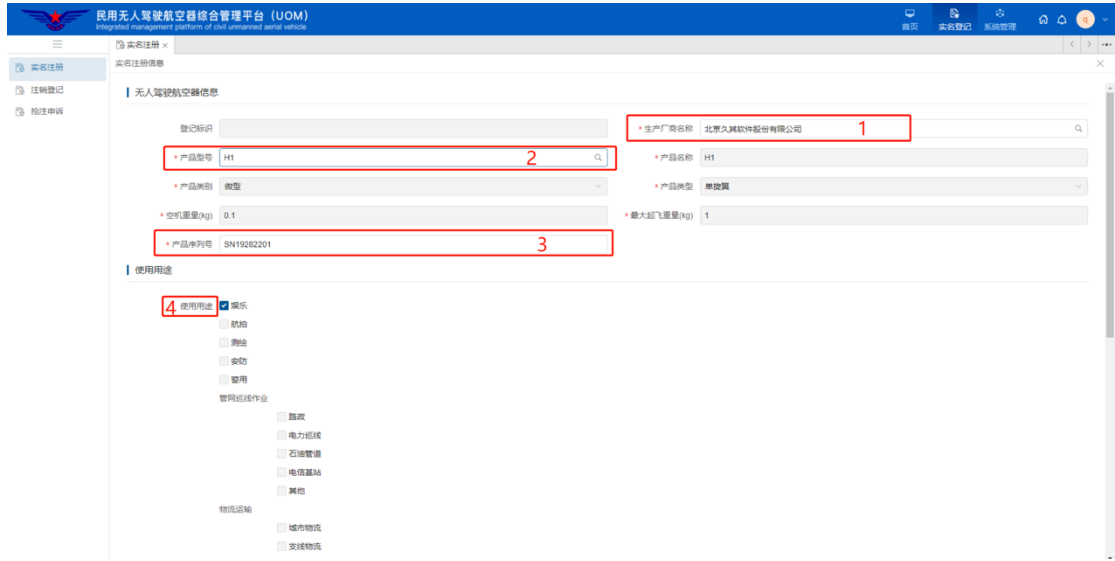 民用无人驾驶航空器综合管理平台（UOM）
Integrated management platform of civil unmanned aerial vehicle
首页 实名登记 系统管理 q
实名注册
注销登记
抢注申诉
实名注册 ×
实名注册信息
无人驾驶航空器信息
登记标识
* 生产厂商名称 北京久其软件股份有限公司 1
* 产品型号 H1 2
* 产品名称 H1
* 产品类别 微型
* 产品类型 单旋翼
* 空机重量(kg) 0.1
* 最大起飞重量(kg) 1
* 产品序列号 SN19282201 3
使用用途
4 使用用途 娱乐
航拍
测绘
安防
警用
管网巡线作业
路政
电力巡线
石油管道
电信基站
其他
物流运输
城市物流
支线物流